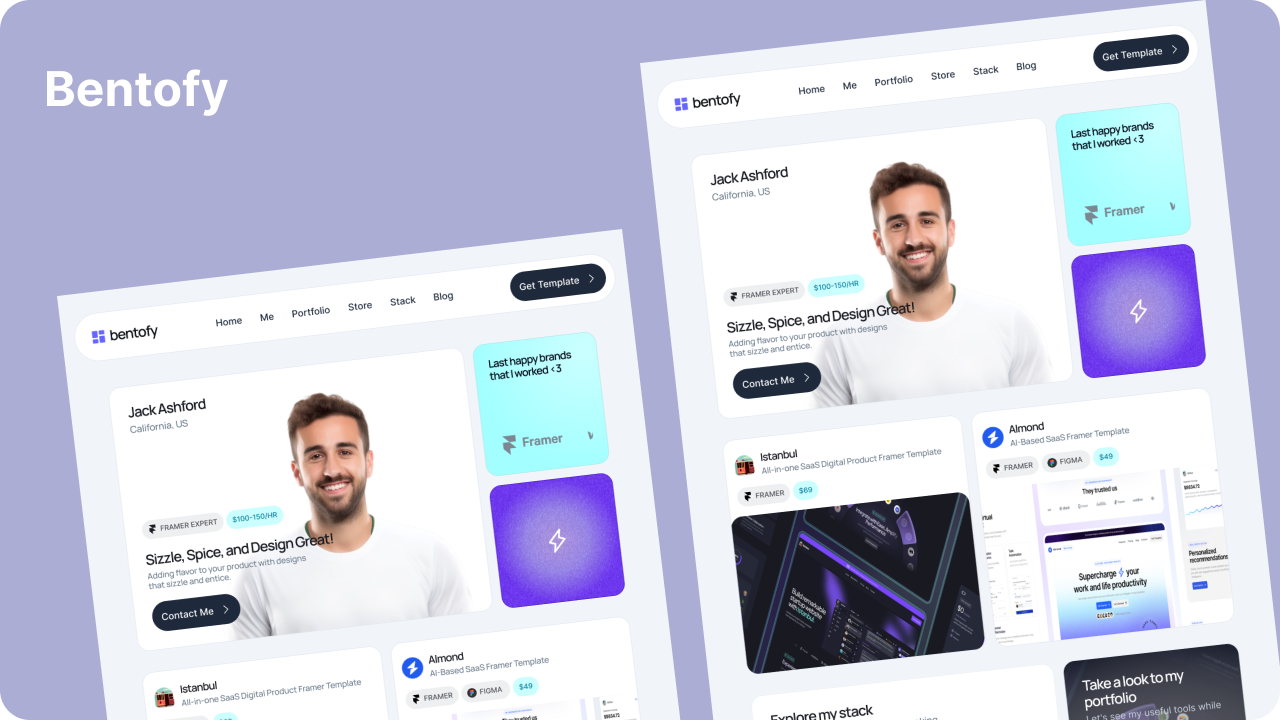 Bentofy
bentofy
Home
Me
Portfolio
Store
Stack
Blog
Get Template
Jack Ashford
California, US
FRAMER EXPERT
$100-150/HR
Sizzle, Spice, and Design Great!
Adding flavor to your product with designs
that sizzle and entice.
Contact Me
Last happy brands
that I worked <3
Framer
Istanbul
All-in-one SaaS Digital Product Framer Template
Almond
AI-Based SaaS Framer Template
FRAMER
FIGMA
$49
bentofy
Home
Me
Portfolio
Store
Stack
Blog
Get Template
Jack Ashford
California, US
FRAMER EXPERT
$100-150/HR
Sizzle, Spice, and Design Great!
Adding flavor to your product with designs
that sizzle and entice.
Contact Me
Last happy brands
that I worked <3
Framer
Istanbul
All-in-one SaaS Digital Product Framer Template
FRAMER
$69
Build remarkable
startup website
with Istanbul
Almond
AI-Based SaaS Framer Template
FRAMER
FIGMA
$49
They trusted us
Supercharge your
work and life productivity
Personalized
recommendations
Explore my stack
Take a look to my
portfolio
Let's see my useful tools while